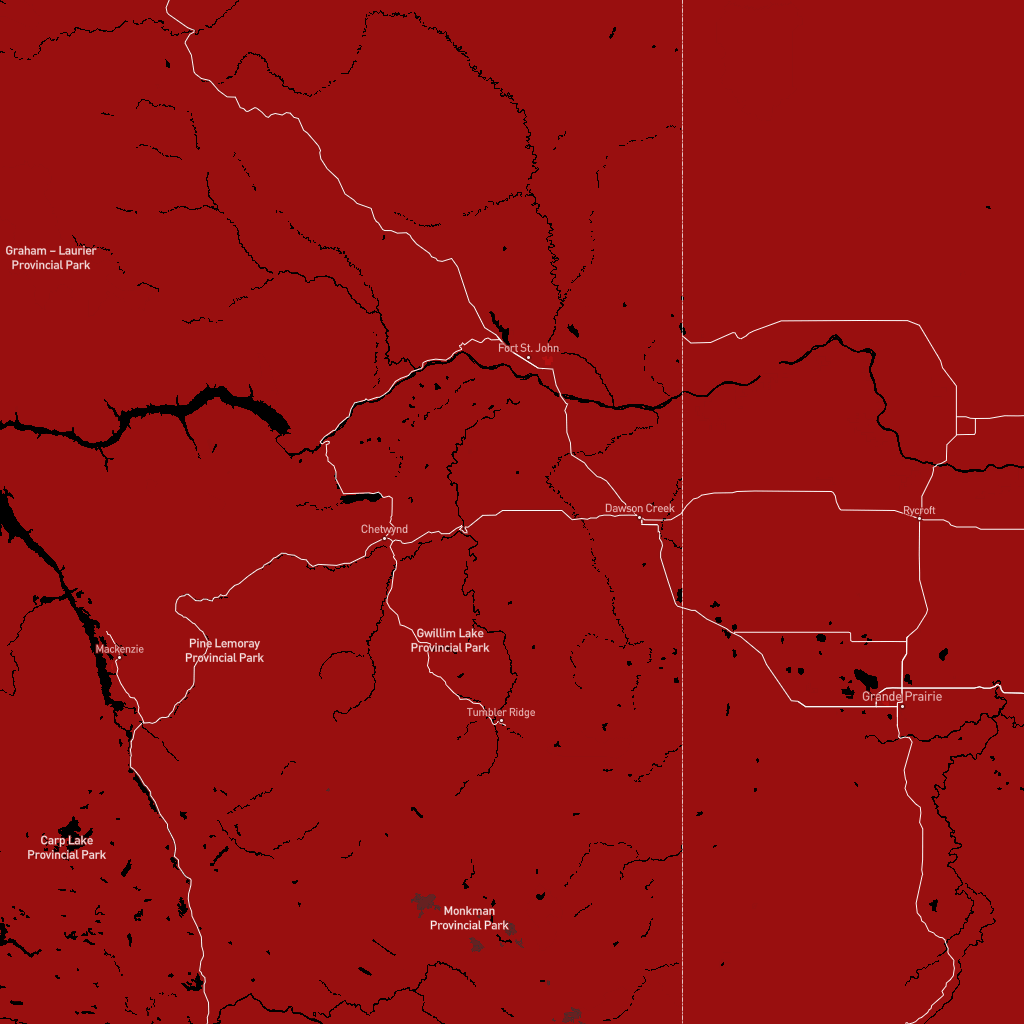 Graham – Laurier
Provincial Park
Fort St. John
Dawson Creek
Rycroft
Chetwynd
Gwillim Lake
Provincial Park
Pine Lemoray
Provincial Park
Mackenzie
Grande Prairie
Tumbler Ridge
Carp Lake
Provincial Park
Monkman
Provincial Park